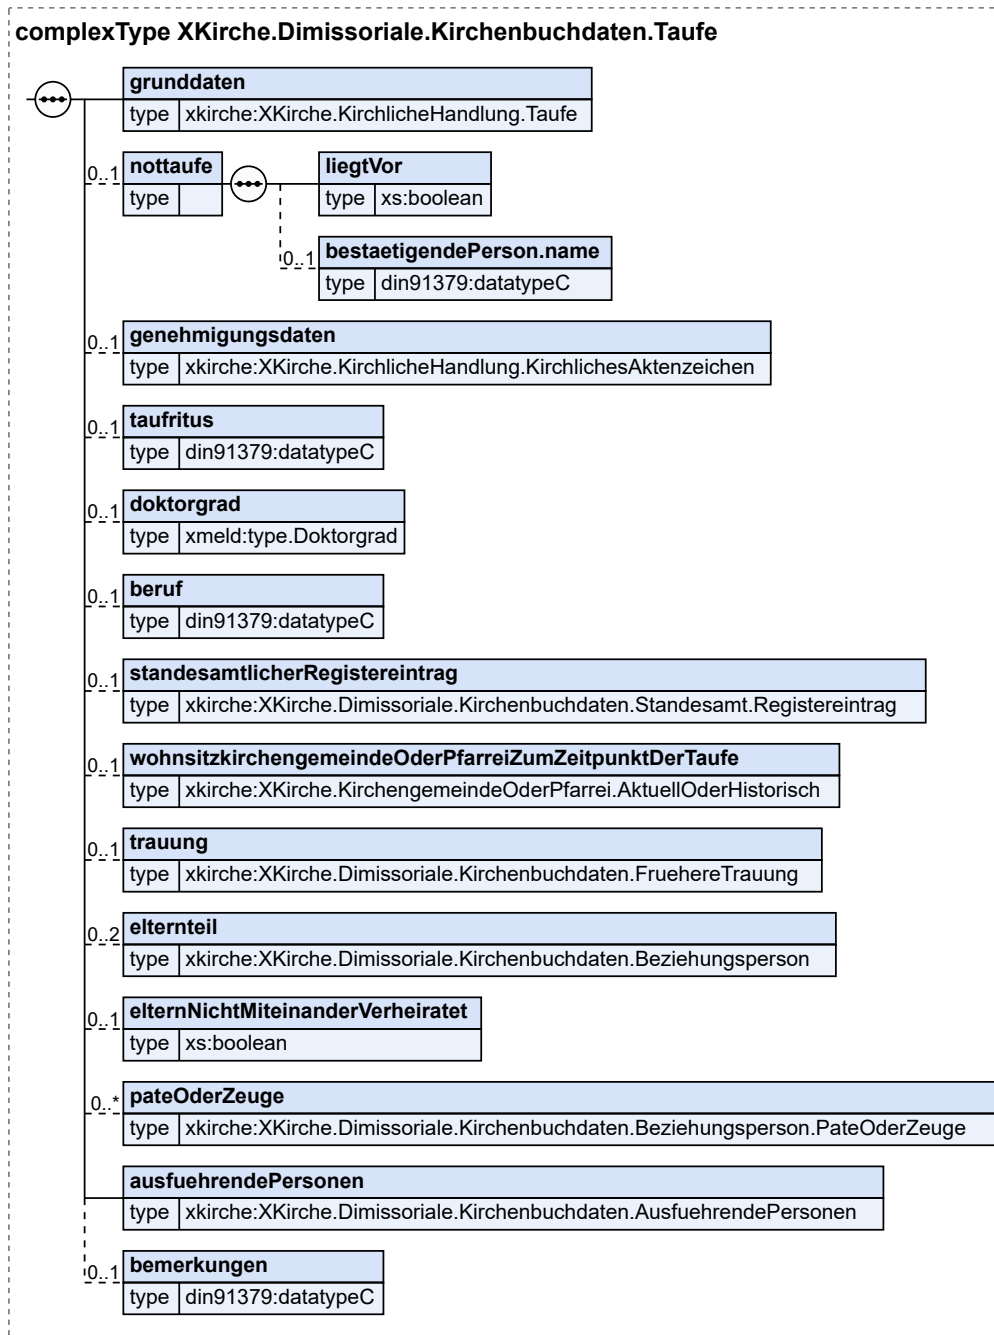 complexType XKirche.Dimissoriale.Kirchenbuchdaten.Taufe
grunddaten
type xkirche:XKirche.KirchlicheHandlung.Taufe
0..1 nottaufe
type
liegtVor
type xs:boolean
0..1 bestaetigendePerson.name
type din91379:datatypeC
0..1 genehmigungsdaten
type xkirche:XKirche.KirchlicheHandlung.KirchlichesAktenzeichen
0..1 taufritus
type din91379:datatypeC
0..1 doktorgrad
type xmeld:type.Doktorgrad
0..1 beruf
type din91379:datatypeC
0..1 standesamtlicherRegistereintrag
type xkirche:XKirche.Dimissoriale.Kirchenbuchdaten.Standesamt.Registereintrag
0..1 wohnsitzkirchengemeindeOderPfarreiZumZeitpunktDerTaufe
type xkirche:XKirche.KirchengemeindeOderPfarrei.AktuellOderHistorisch
0..1 trauung
type xkirche:XKirche.Dimissoriale.Kirchenbuchdaten.FruehereTrauung
0..2 elternteil
type xkirche:XKirche.Dimissoriale.Kirchenbuchdaten.Beziehungsperson
0..1 elternNichtMiteinanderVerheiratet
type xs:boolean
0..* pateOderZeuge
type xkirche:XKirche.Dimissoriale.Kirchenbuchdaten.Beziehungsperson.PateOderZeuge
ausfuehrendePersonen
type xkirche:XKirche.Dimissoriale.Kirchenbuchdaten.AusfuehrendePersonen
0..1 bemerkungen
type din91379:datatypeC